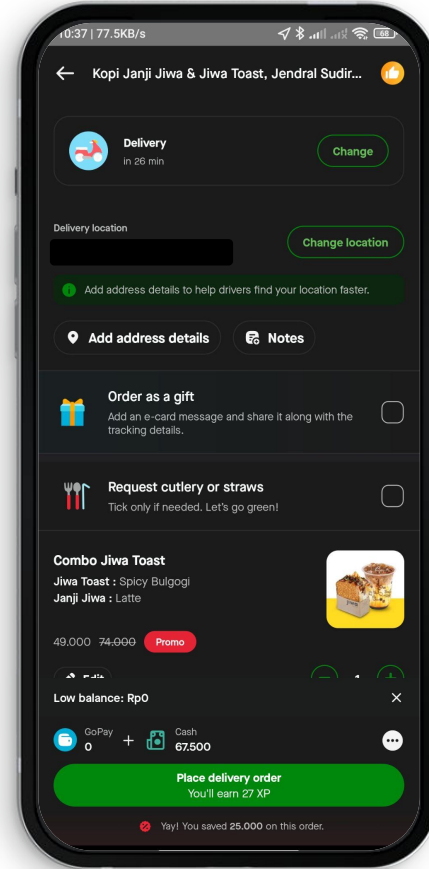 10:37 | 77.5KB/s
68
Kopi Janji Jiwa & Jiwa Toast, Jendral Sudir...
Delivery
in 26 min
Change
Delivery location
Change location
Add address details to help drivers find your location faster.
Add address details
Notes
Order as a gift
Add an e-card message and share it along with the
tracking details.
Request cutlery or straws
Tick only if needed. Let's go green!
Combo Jiwa Toast
Jiwa Toast : Spicy Bulgogi
Janji Jiwa : Latte
49.000 74.000 Promo
Edit
1
Low balance: Rp0
GoPay
0
+
Cash
67.500
Place delivery order
You'll earn 27 XP
Yay! You saved 25.000 on this order.